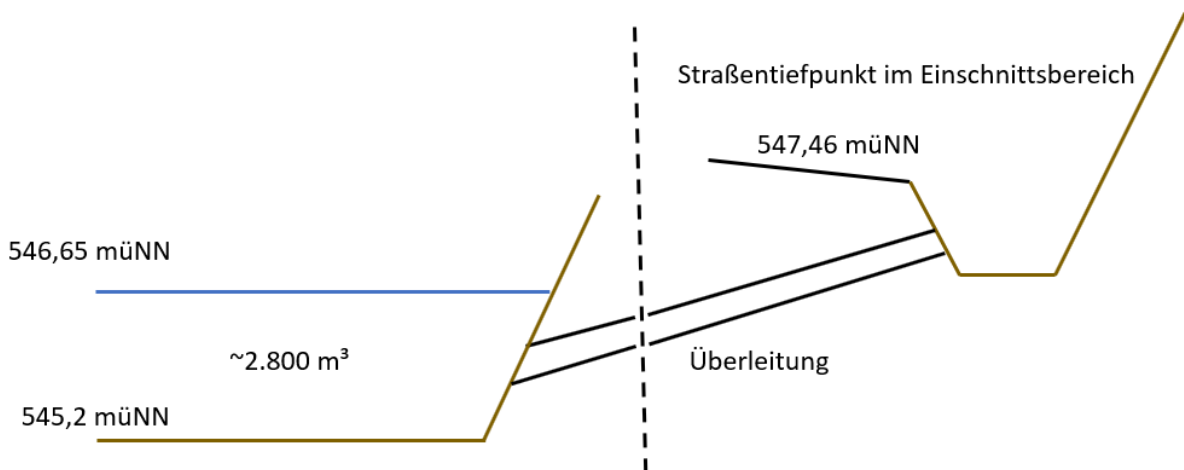 Straßentiefpunkt im Einschnittsbereich
547,46 müNN
546,65 müNN
~2.800 m³
Überleitung
545,2 müNN